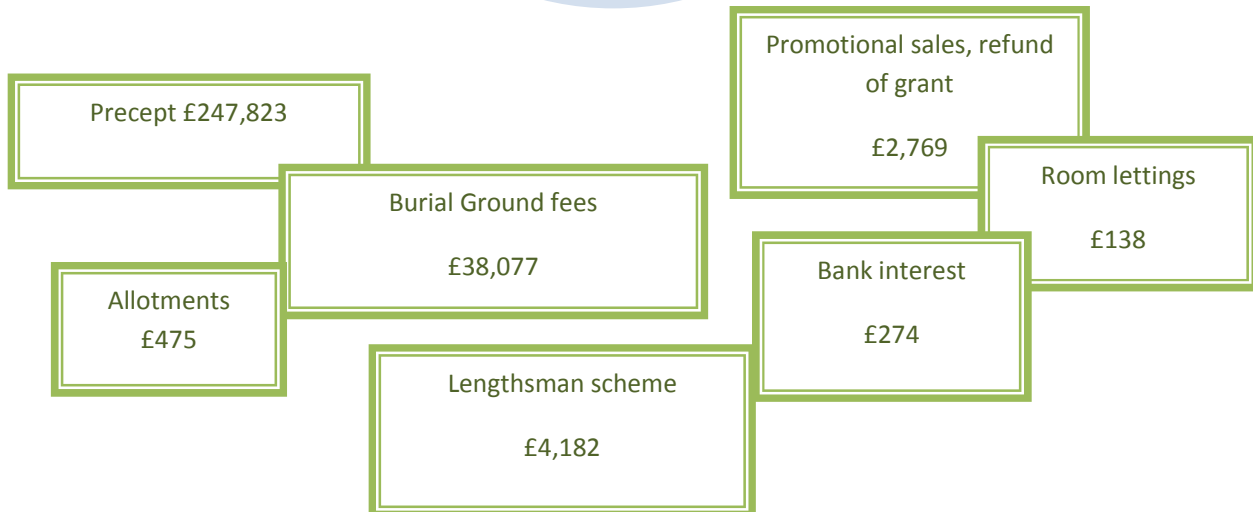 Promotional sales, refund
of grant
£2,769
Precept £247,823
Room lettings
£138
Burial Ground fees
£38,077
Bank interest
£274
Allotments
£475
Lengthsman scheme
£4,182